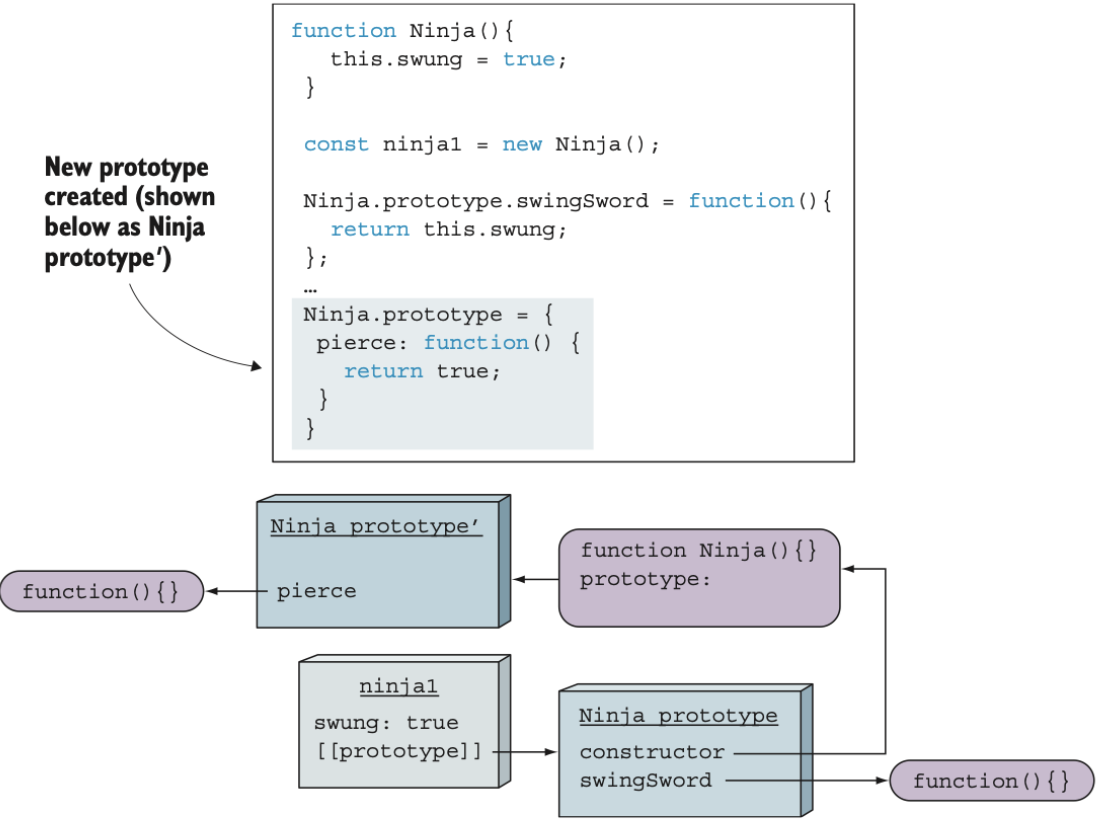 function Ninja(){
this.swung = true;
}
const ninja1 = new Ninja();
New prototype
created (shown
below as Ninja
prototype‘)
Ninja.prototype.swingSword = function(){
return this.swung;
};
…
Ninja.prototype = {
pierce: function() {
return true;
}
}
Ninja prototype’
pierce
function(){}
function Ninja(){}
prototype:
ninja1
swung: true
[[prototype]]
Ninja prototype
constructor
swingSword
function(){}